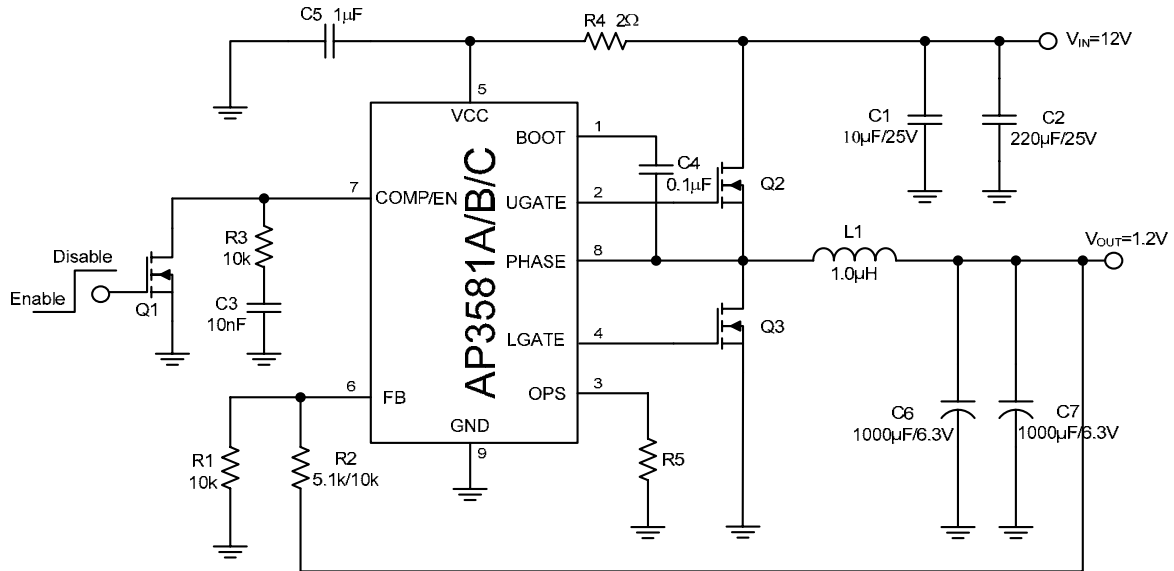 C5 1µF
R4 2Ω
VIN=12V
5
VCC
BOOT
1
C4
0.1µF
C1
10µF/25V
C2
220µF/25V
7
COMP/EN
UGATE
2
Q2
R3
10k
Disable
Enable
Q1
C3
10nF
AP3581A/B/C
PHASE
8
L1
1.0µH
VOUT=1.2V
LGATE
4
Q3
6
FB
OPS
3
C6
1000µF/6.3V
C7
1000µF/6.3V
GND
9
R1
10k
R2
5.1k/10k
R5